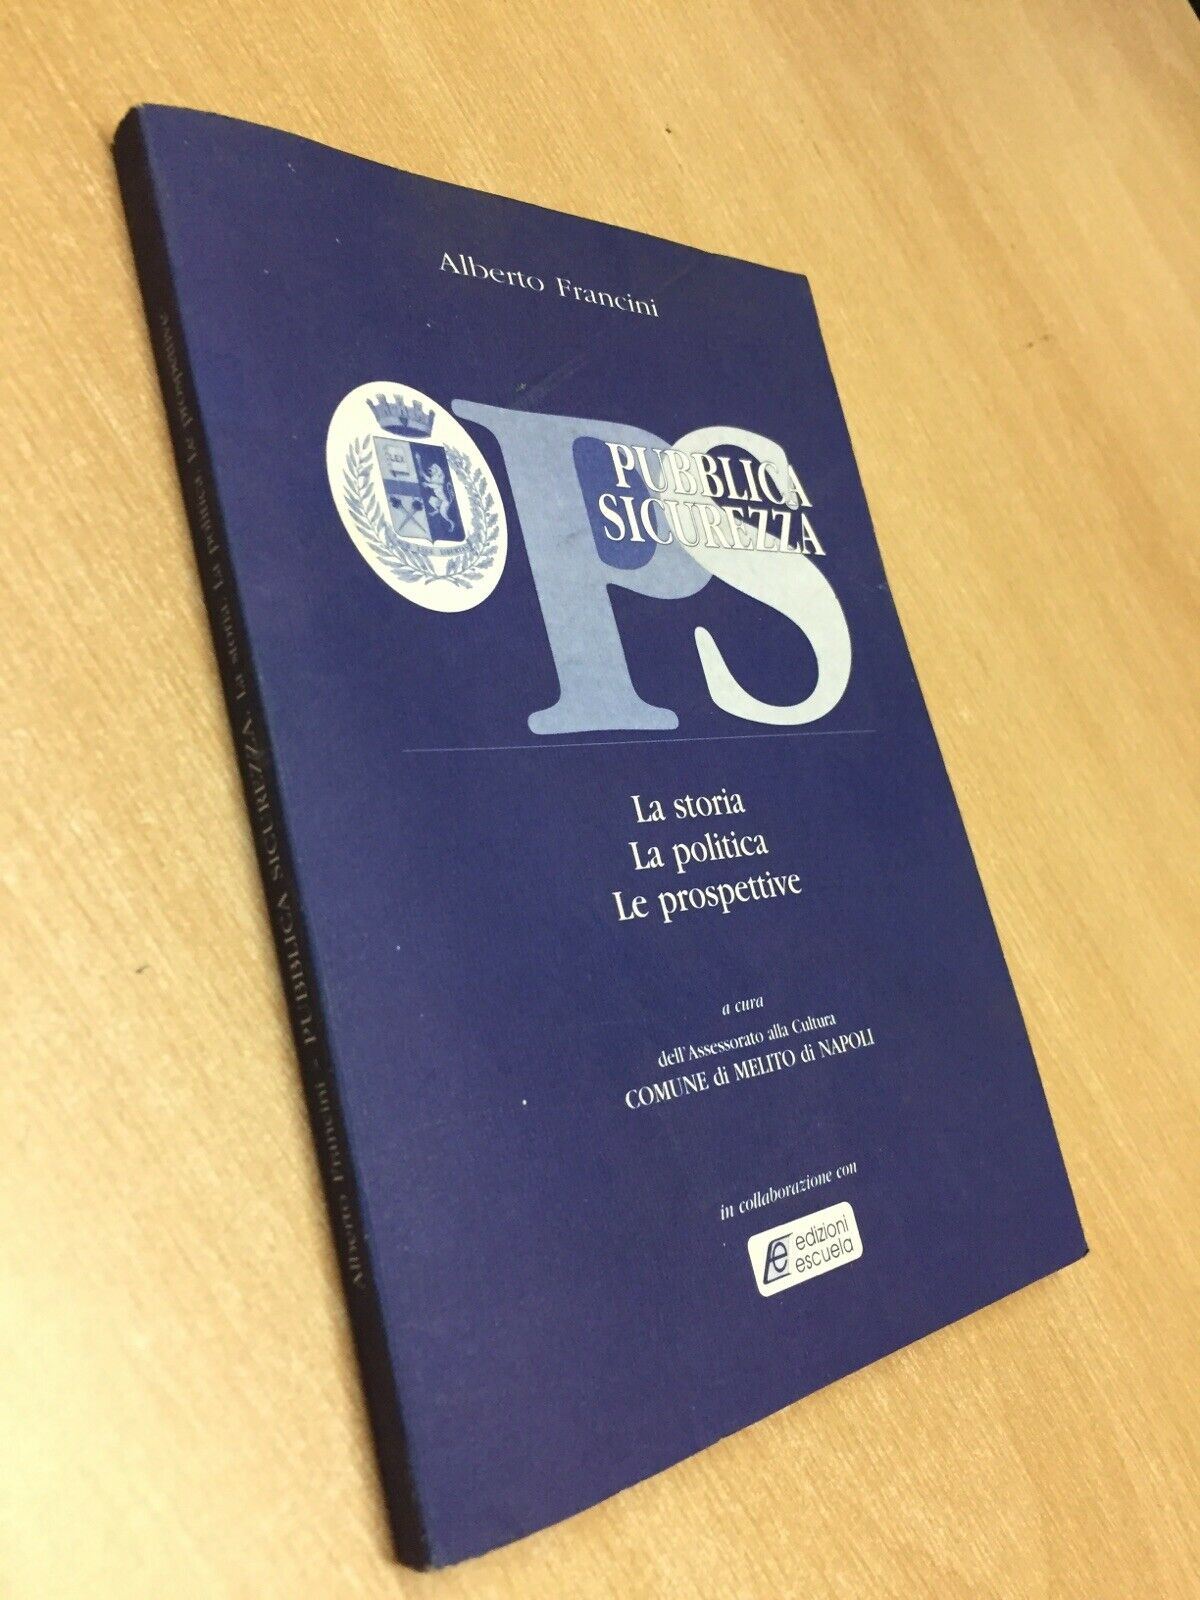 Alberto Francini
PS
PUBBLICA
SICUREZZA
La storia
La politica
Le prospettive
a cura
dell'Assessorato alla Cultura
COMUNE di MELITO di NAPOLI
in collaborazione con
edizioni
escuela
Alberto Francini - PUBBLICA SICUREZZA La storia La politica, Le prospettive